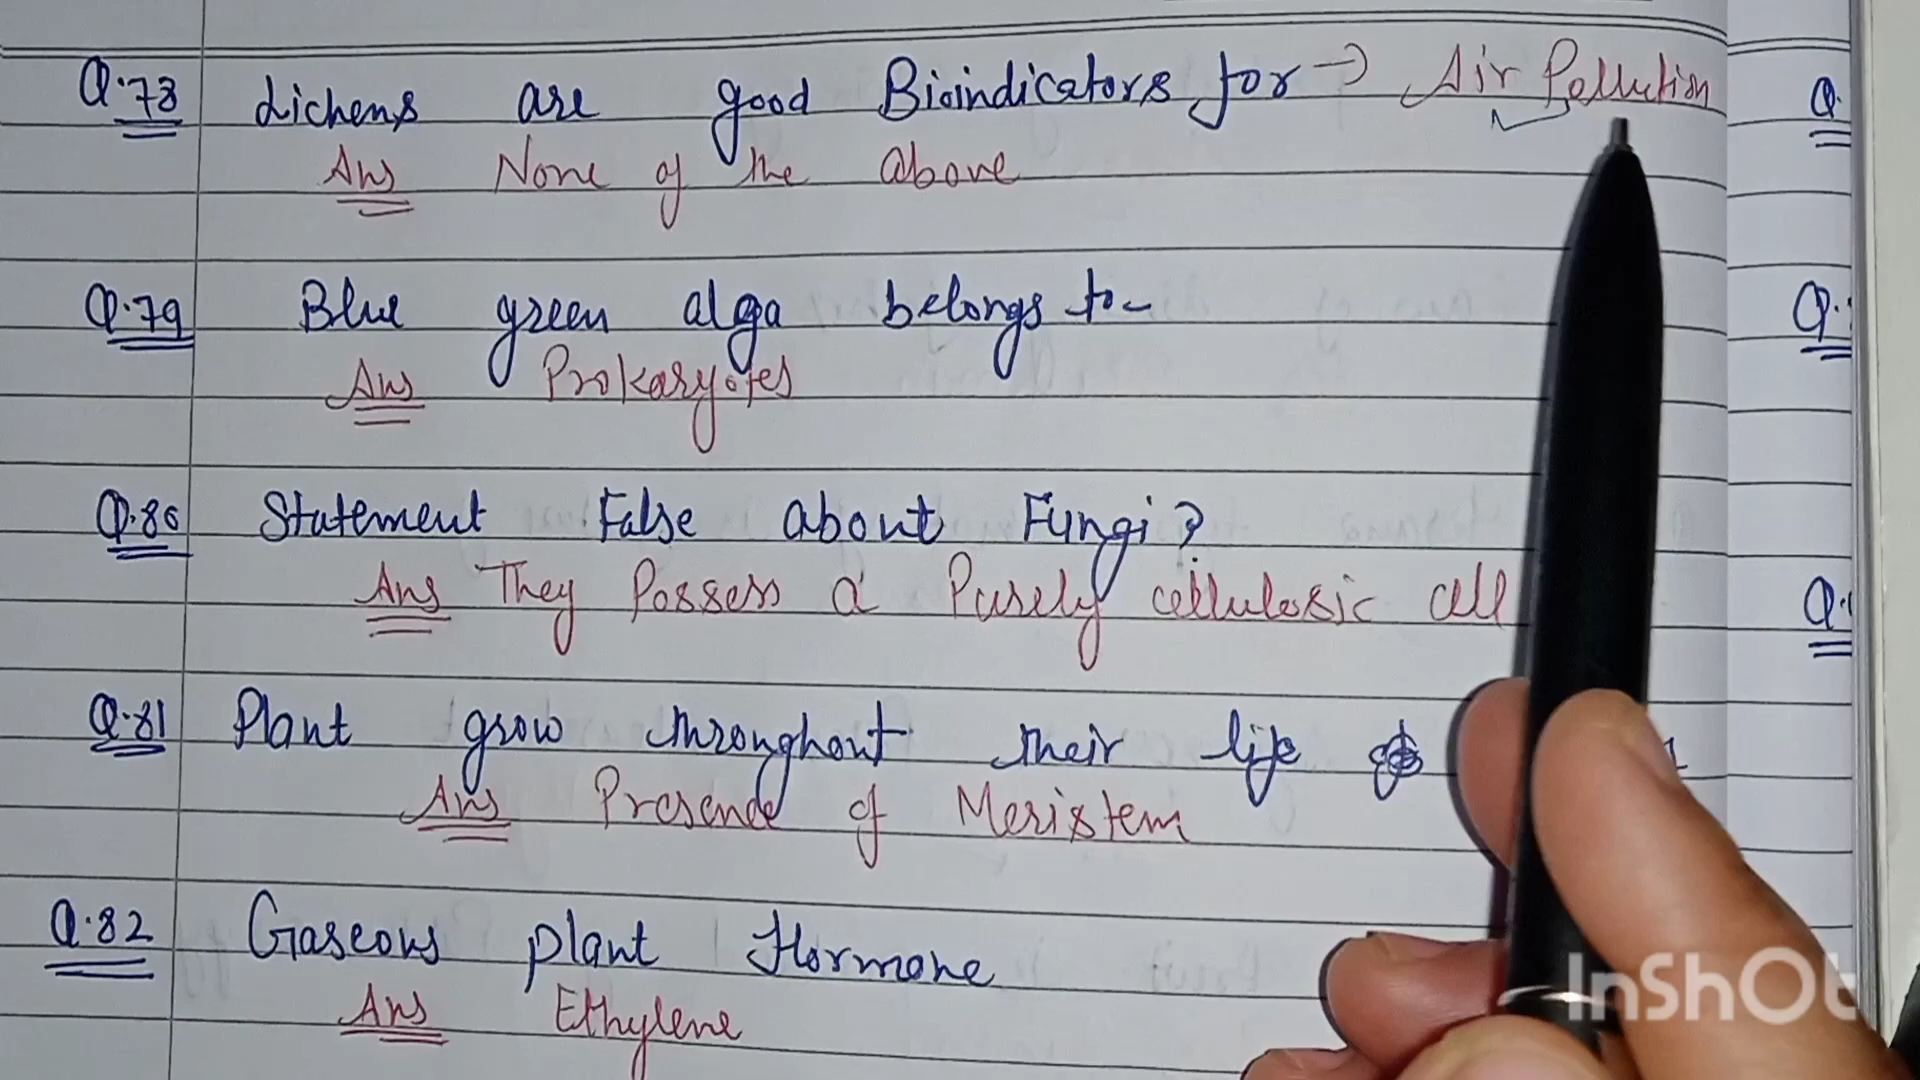 Q.78 Lichens are good Bioindicators for → Air Pollution
Ans None of the above
Q.79 Blue green alga belongs to-
Ans Prokaryotes
Q.80 Statement False about Fungi?
Ans They Possess a Purely cellulosic cell
Q.81 Plant grow throughout their life
Ans Presence of Meristem
Q.82 Gaseous plant Hormone
Ans Ethylene
Q.
Q.
Q.
InShOt